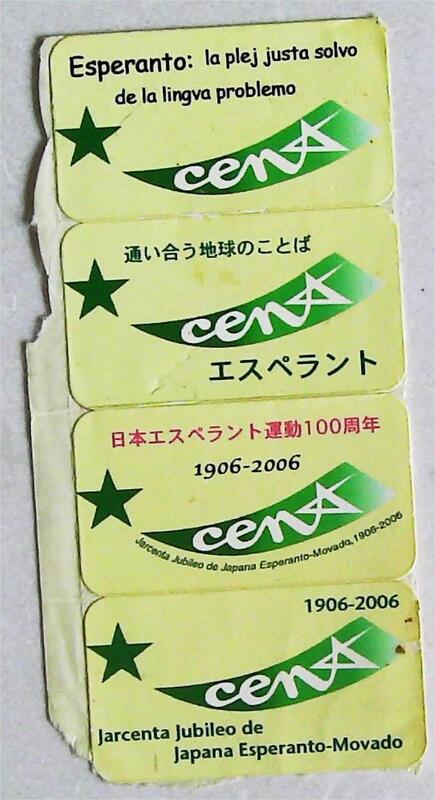 Esperanto: la plej justa solvo
de la lingva problemo
cena
通い合う地球のことば
cena
エスペラント
日本エスペラント運動100周年
1906-2006
cena
Jarcenta Jubileo de Japana Esperanto-Movado,1906-2006
1906-2006
cena
Jarcenta Jubileo de
Japana Esperanto-Movado